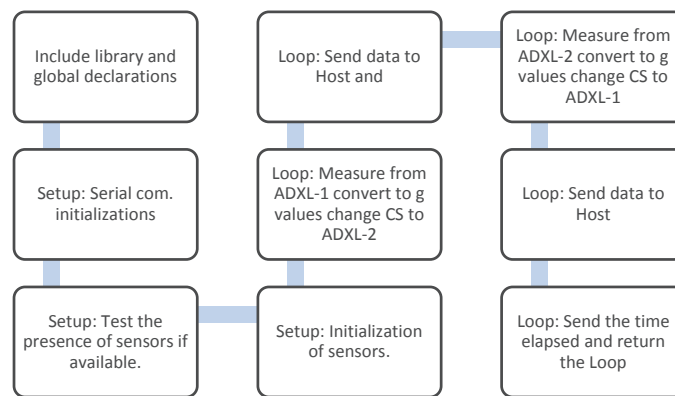 Include library and
global declarations
Setup: Serial com.
initializations
Setup: Test the
presence of sensors if
available.
Setup: Initialization
of sensors.
Loop: Measure from
ADXL-1 convert to g
values change CS to
ADXL-2
Loop: Send data to
Host and
Loop: Measure from
ADXL-2 convert to g
values change CS to
ADXL-1
Loop: Send data to
Host
Loop: Send the time
elapsed and return
the Loop